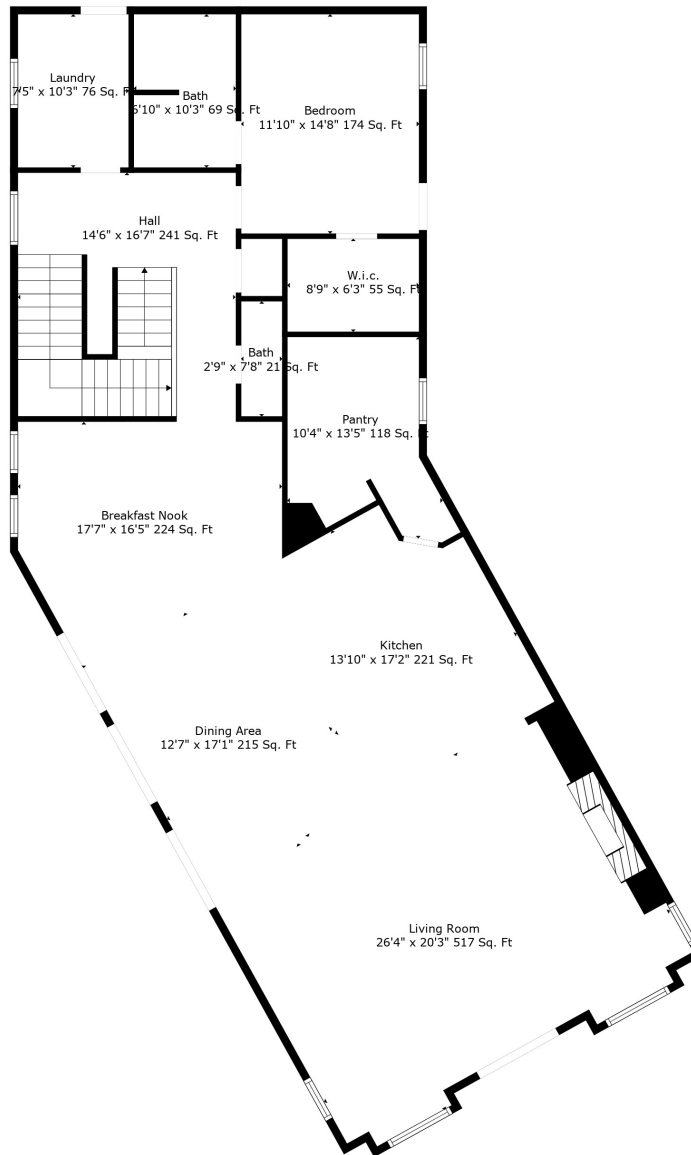 Laundry
7'5" x 10'3" 76 Sq. Ft
Bath
6'10" x 10'3" 69 Sq. Ft
Bedroom
11'10" x 14'8" 174 Sq. Ft
Hall
14'6" x 16'7" 241 Sq. Ft
W.i.c.
8'9" x 6'3" 55 Sq. Ft
Bath
2'9" x 7'8" 21 Sq. Ft
Pantry
10'4" x 13'5" 118 Sq. Ft
Breakfast Nook
17'7" x 16'5" 224 Sq. Ft
Kitchen
13'10" x 17'2" 221 Sq. Ft
Dining Area
12'7" x 17'1" 215 Sq. Ft
Living Room
26'4" x 20'3" 517 Sq. Ft